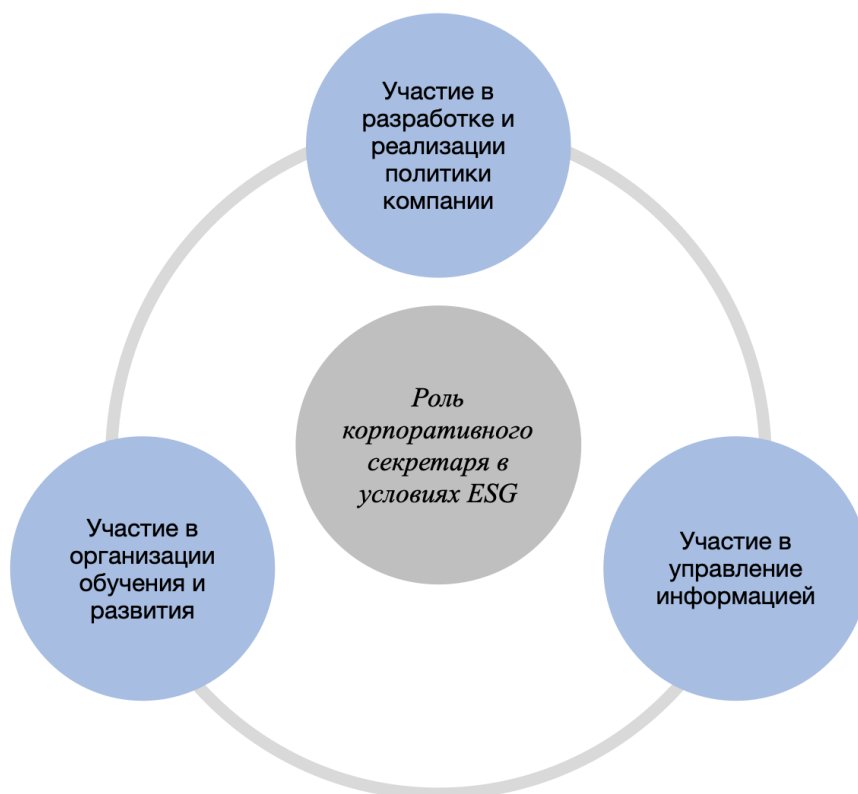 Участие в
разработке и
реализации
политики
компании
Роль
корпоративного
секретаря в
условиях ESG
Участие в
организации
обучения и
развития
Участие в
управление
информацией